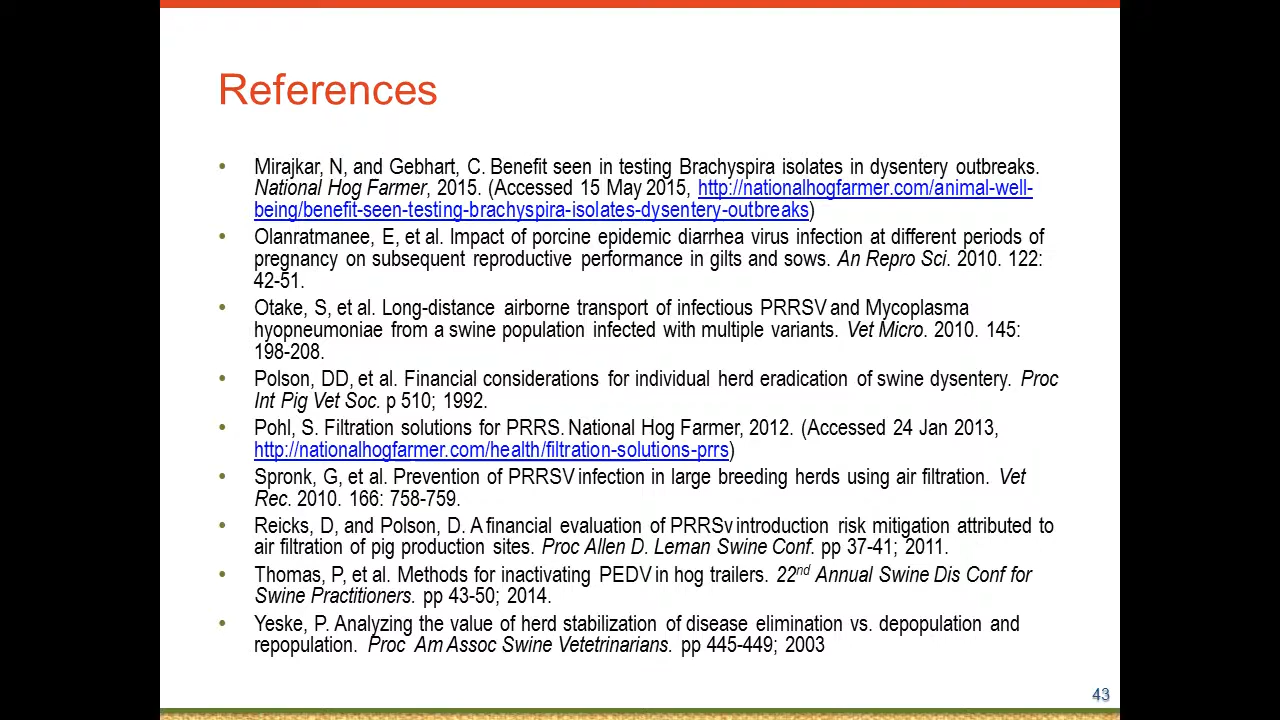 References
• Mirajkar, N, and Gebhart, C. Benefit seen in testing Brachyspira isolates in dysentery outbreaks.
National Hog Farmer, 2015. (Accessed 15 May 2015, http://nationalhogfarmer.com/animal-well-
being/benefit-seen-testing-brachyspira-isolates-dysentery-outbreaks)
• Olanratmanee, E, et al. Impact of porcine epidemic diarrhea virus infection at different periods of
pregnancy on subsequent reproductive performance in gilts and sows. An Repro Sci. 2010. 122:
42-51.
• Otake, S, et al. Long-distance airborne transport of infectious PRRSV and Mycoplasma
hyopneumoniae from a swine population infected with multiple variants. Vet Micro. 2010. 145:
198-208.
• Polson, DD, et al. Financial considerations for individual herd eradication of swine dysentery. Proc
Int Pig Vet Soc. p 510; 1992.
• Pohl, S. Filtration solutions for PRRS. National Hog Farmer, 2012. (Accessed 24 Jan 2013,
http://nationalhogfarmer.com/health/filtration-solutions-prrs)
• Spronk, G, et al. Prevention of PRRSV infection in large breeding herds using air filtration. Vet
Rec. 2010. 166: 758-759.
• Reicks, D, and Polson, D. A financial evaluation of PRRSv introduction risk mitigation attributed to
air filtration of pig production sites. Proc Allen D. Leman Swine Conf. pp 37-41; 2011.
• Thomas, P, et al. Methods for inactivating PEDV in hog trailers. 22nd Annual Swine Dis Conf for
Swine Practitioners. pp 43-50; 2014.
• Yeske, P. Analyzing the value of herd stabilization of disease elimination vs. depopulation and
repopulation. Proc Am Assoc Swine Vetetrinarians. pp 445-449; 2003
43